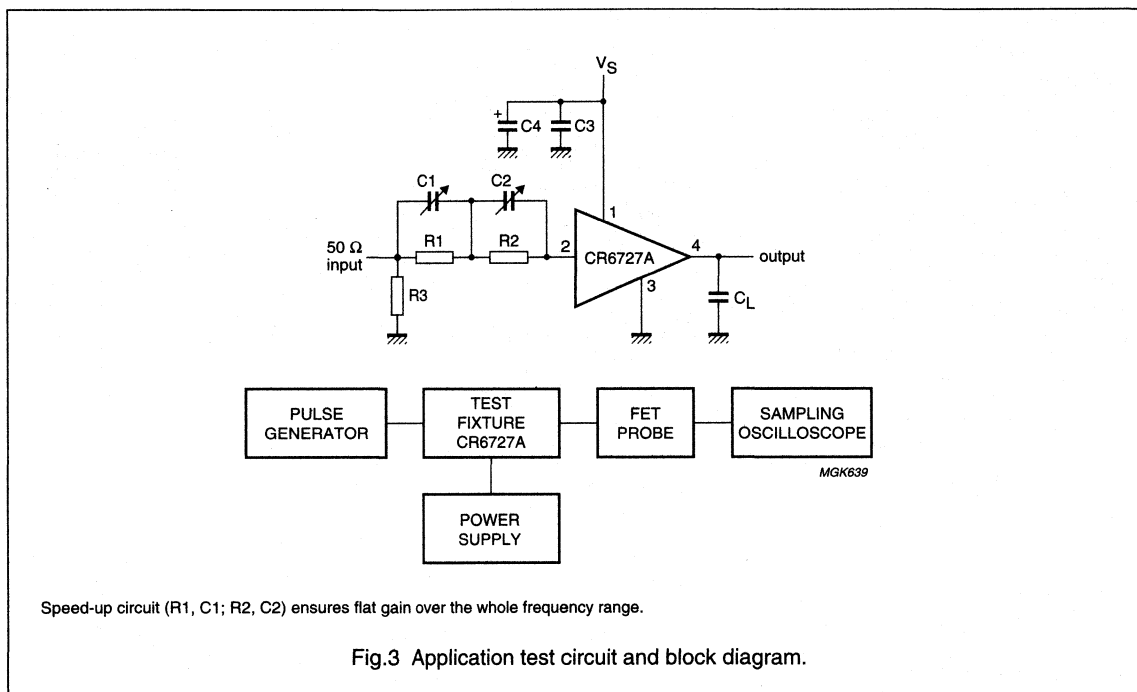 VS
+
C4
C3
C1
C2
1
50 Ω
input
R1
R2
2
CR6727A
4
output
R3
3
CL
PULSE
GENERATOR
TEST
FIXTURE
CR6727A
FET
PROBE
SAMPLING
OSCILLOSCOPE
MGK639
POWER
SUPPLY
Speed-up circuit (R1, C1; R2, C2) ensures flat gain over the whole frequency range.
Fig.3 Application test circuit and block diagram.